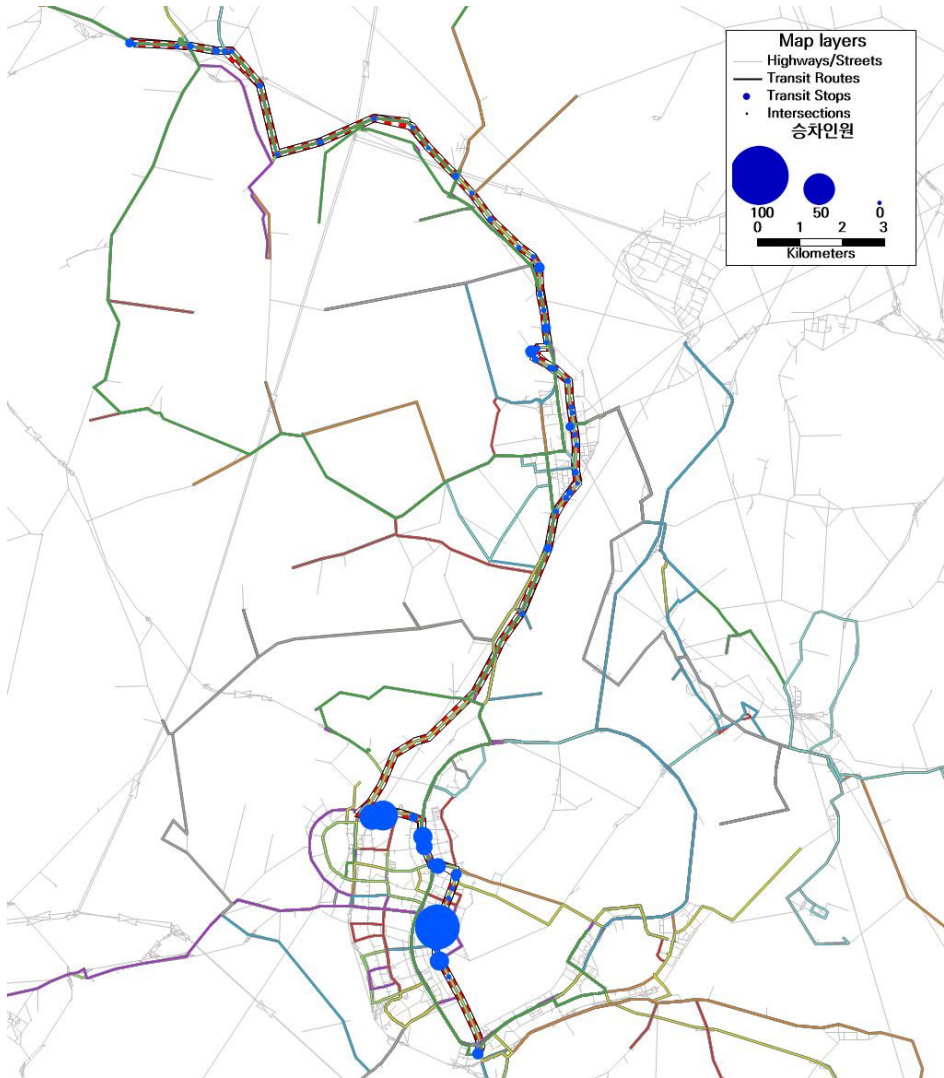 Map layers
Highways/Streets
Transit Routes
Transit Stops
Intersections
승차인원
100 50 0
0 1 2 3
Kilometers